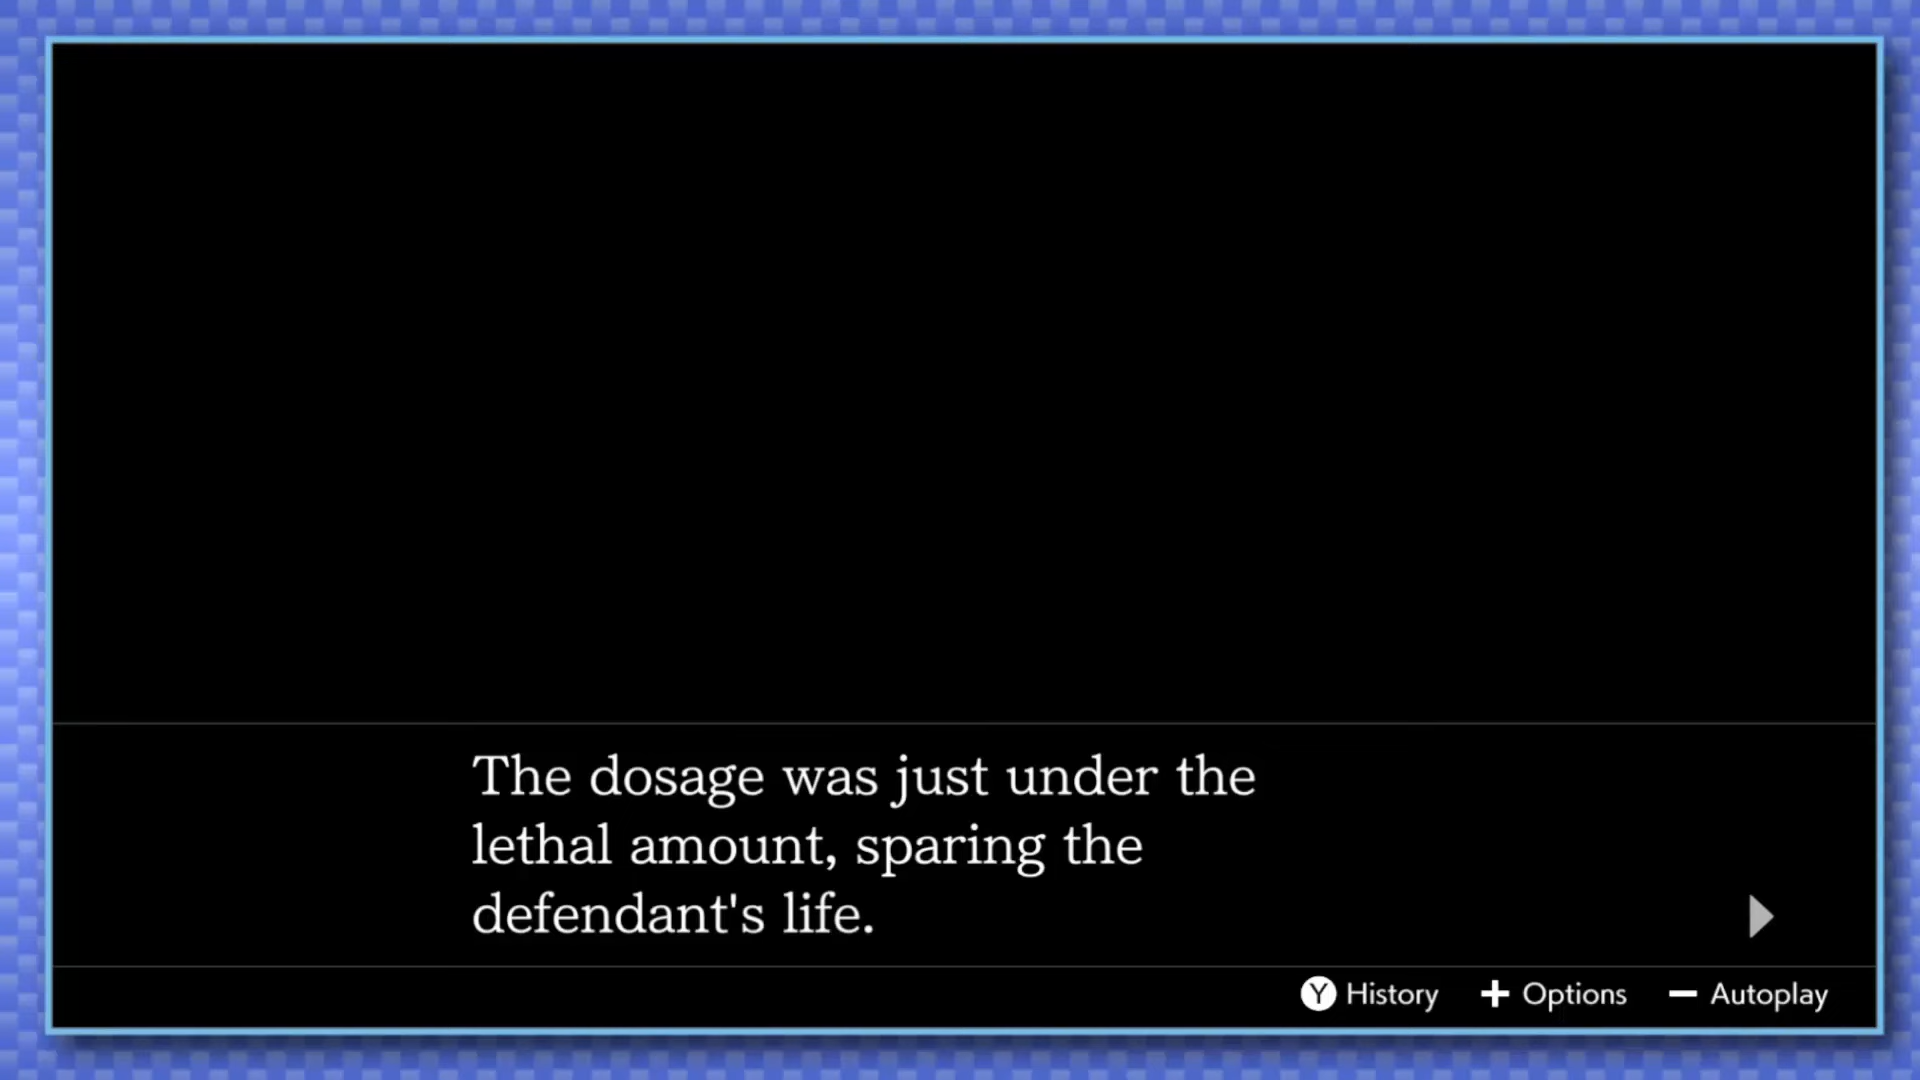 The dosage was just under the
lethal amount, sparing the
defendant's life.
Y History + Options − Autoplay